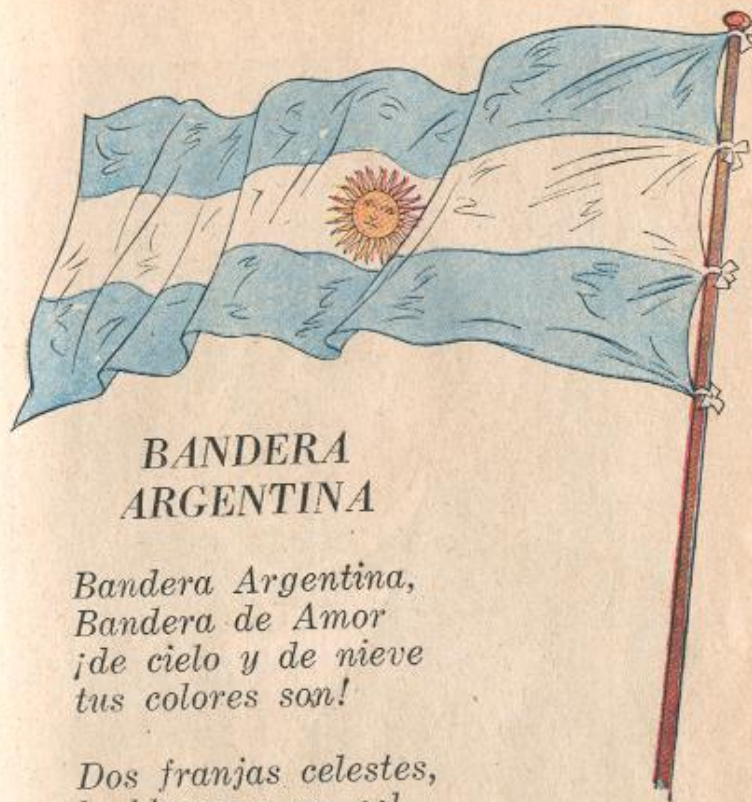 BANDERA
ARGENTINA
Bandera Argentina,
Bandera de Amor
¡de cielo y de nieve
tus colores son!
Dos franjas celestes,